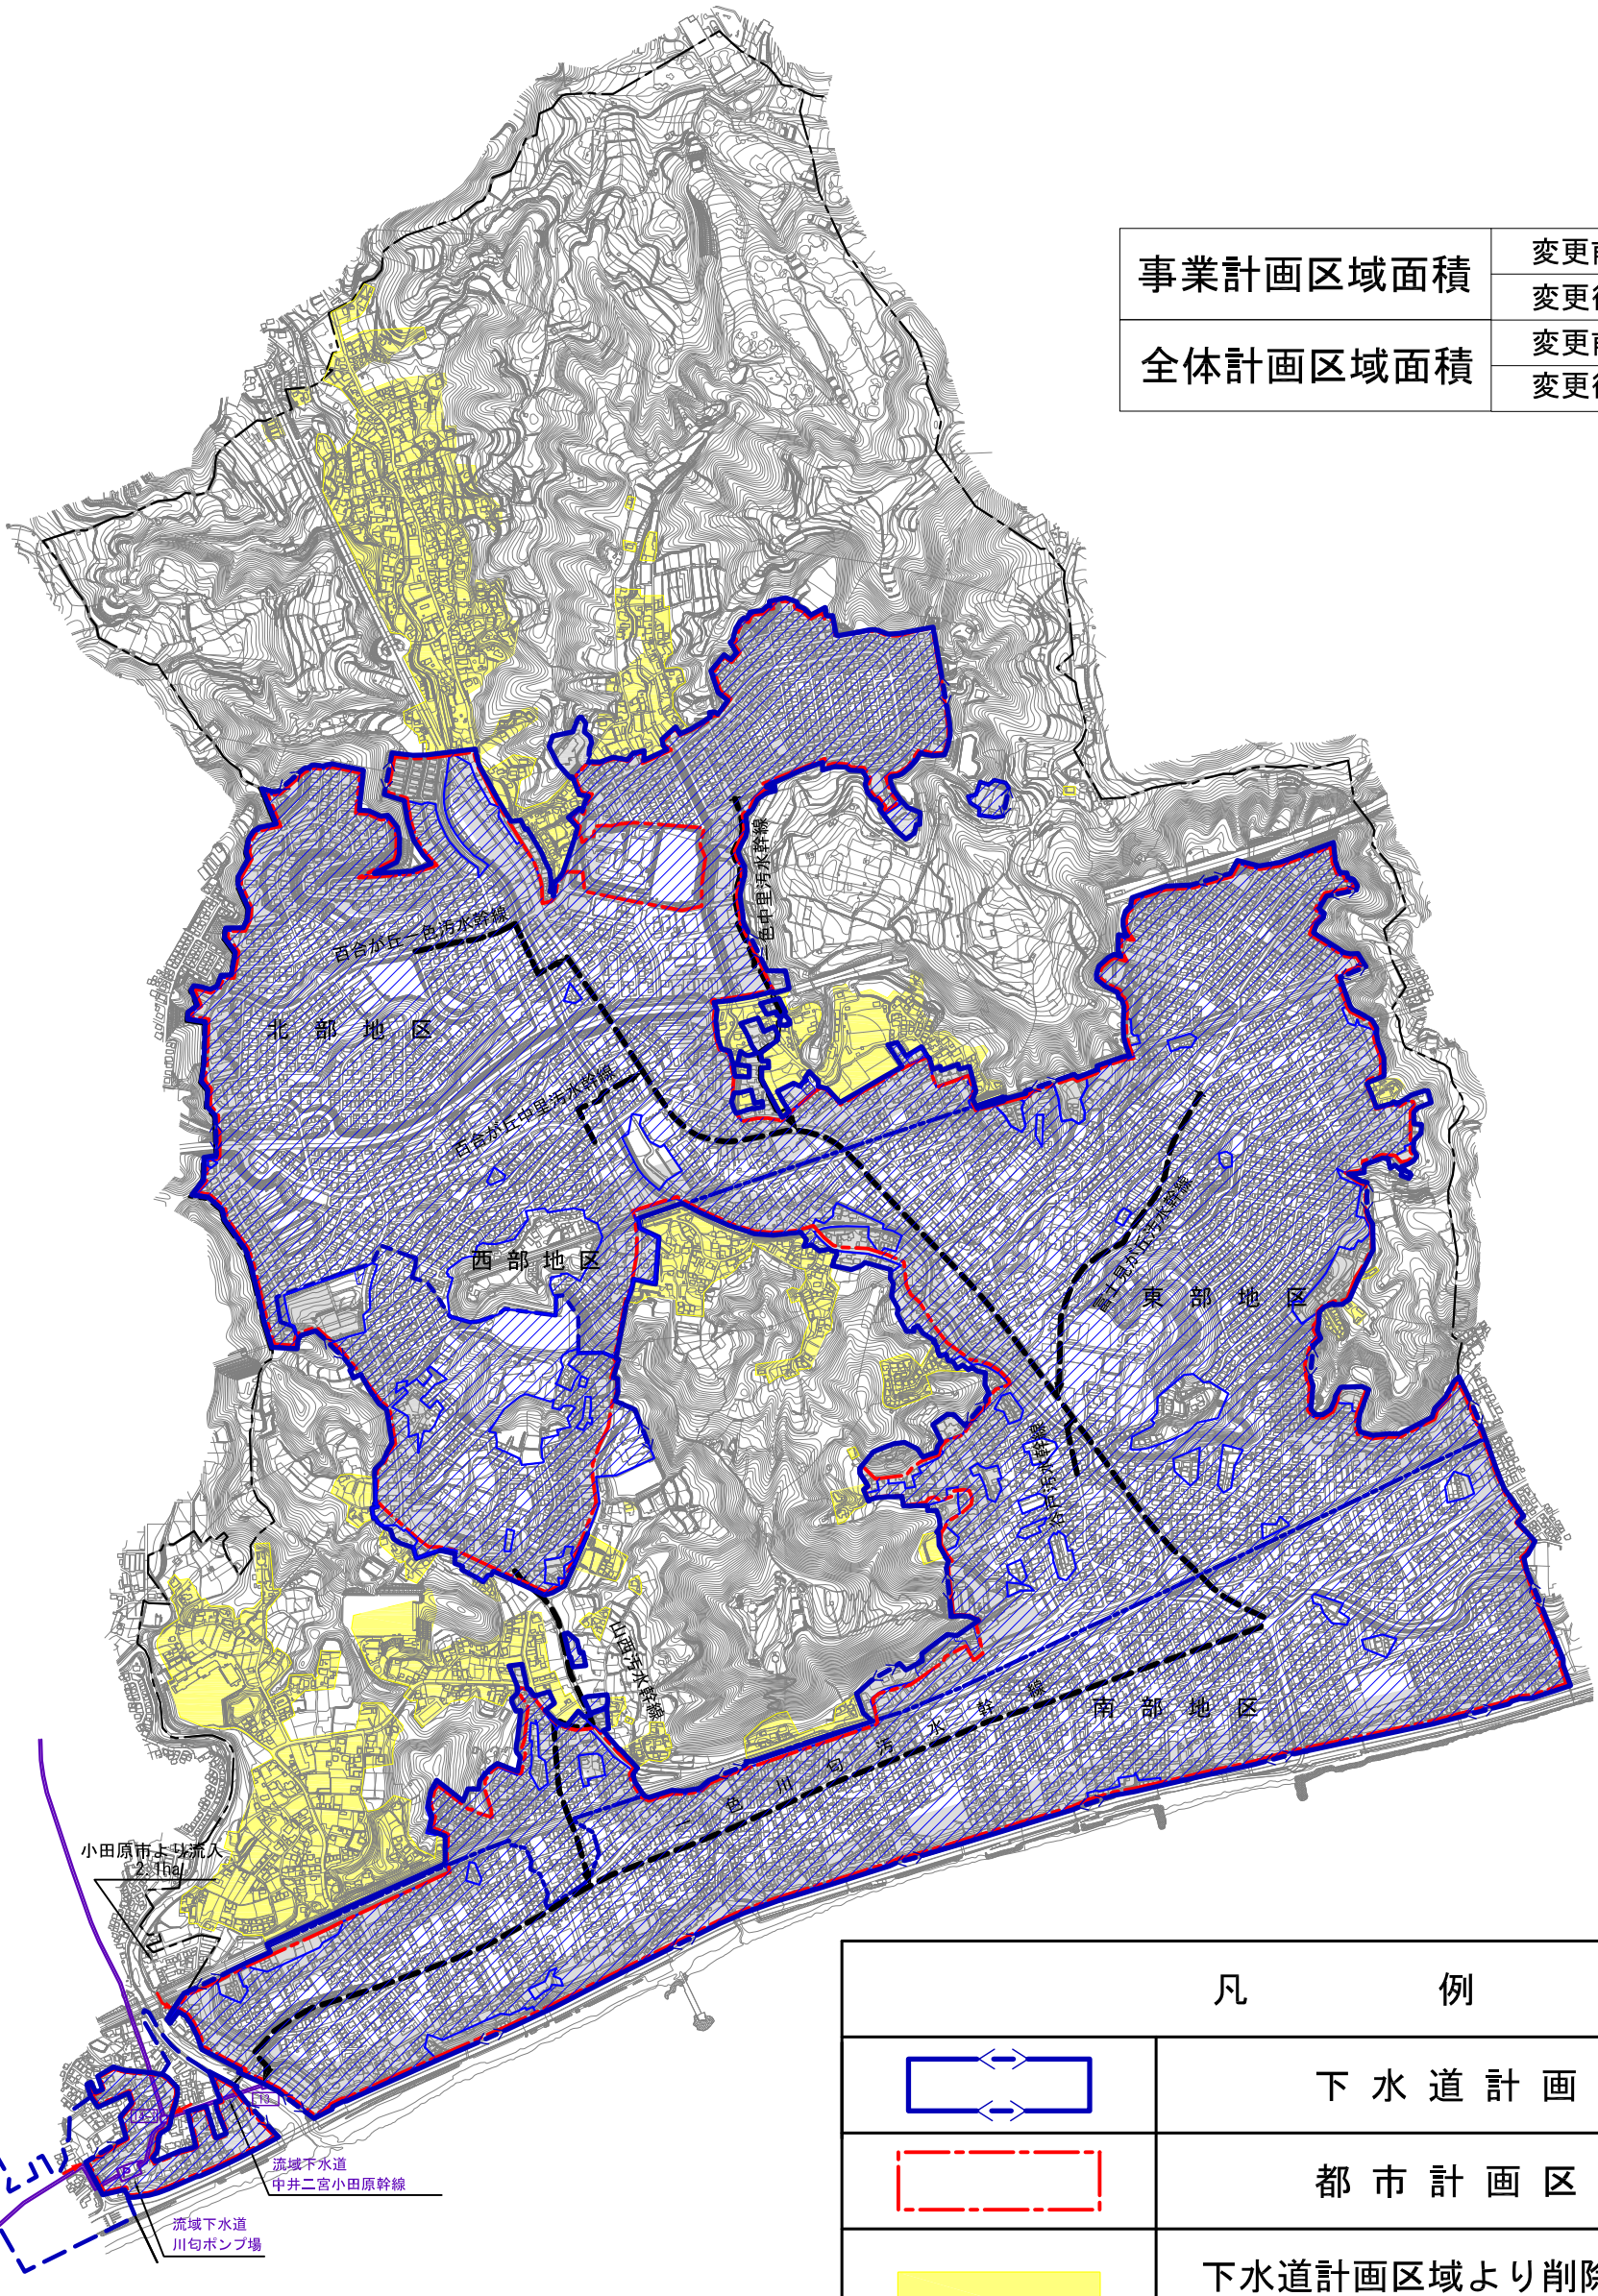 事業計画区域面積
変更前
変更後
全体計画区域面積
変更前
変更後
二色中里汚水幹線
百合が丘一色汚水幹線
北部地区
百合が丘中里汚水幹線
富士見が丘汚水幹線
西部地区
東部地区
山西汚水幹線
一色川匂汚水幹線
南部地区
小田原市より流入
2.1ha
13
流域下水道
中井二宮小田原幹線
流域下水道
川匂ポンプ場
凡例
下水道計画
都市計画区
下水道計画区域より削除